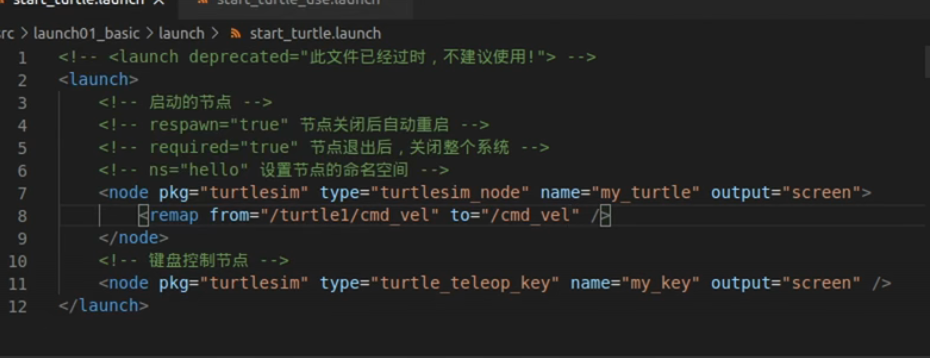 start_turtle.launch start_turtle_use.launch
src > launch01_basic > launch > start_turtle.launch
1 <!-- <launch deprecated="此文件已经过时，不建议使用!"> -->
2 <launch>
3 <!-- 启动的节点 -->
4 <!-- respawn="true" 节点关闭后自动重启 -->
5 <!-- required="true" 节点退出后，关闭整个系统 -->
6 <!-- ns="hello" 设置节点的命名空间 -->
7 <node pkg="turtlesim" type="turtlesim_node" name="my_turtle" output="screen">
8 <remap from="/turtle1/cmd_vel" to="/cmd_vel" />
9 </node>
10 <!-- 键盘控制节点 -->
11 <node pkg="turtlesim" type="turtle_teleop_key" name="my_key" output="screen" />
12 </launch>